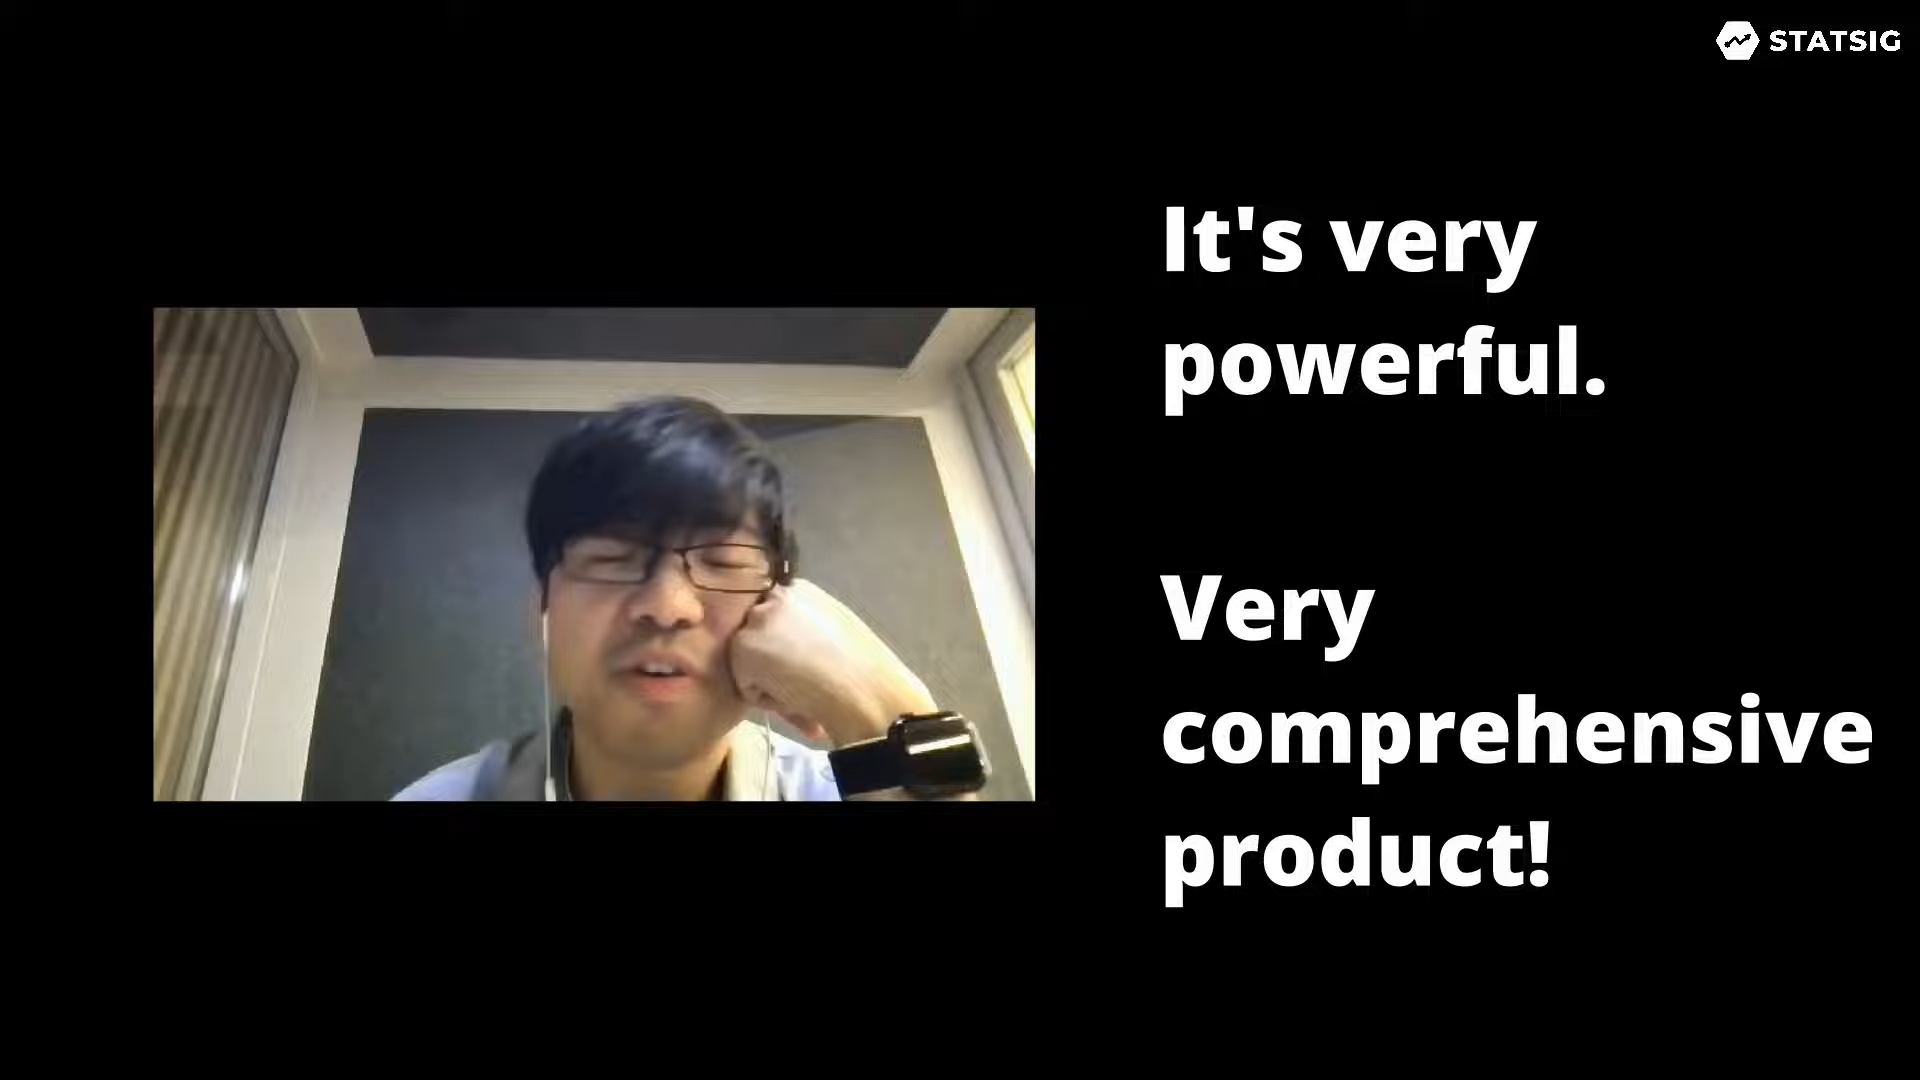 STATSIG
It's very
powerful.
Very
comprehensive
product!